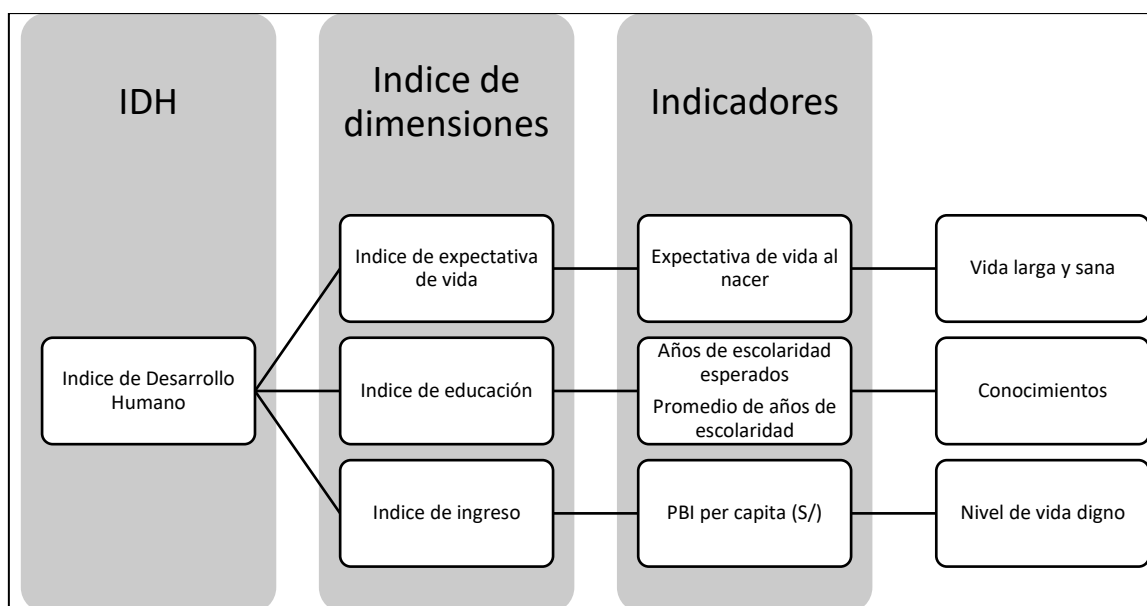 IDH
Indice de
dimensiones
Indicadores
Indice de expectativa
de vida
Expectativa de vida al
nacer
Vida larga y sana
Indice de Desarrollo
Humano
Indice de educación
Años de escolaridad
esperados
Promedio de años de
escolaridad
Conocimientos
Indice de ingreso
PBI per capita (S/)
Nivel de vida digno